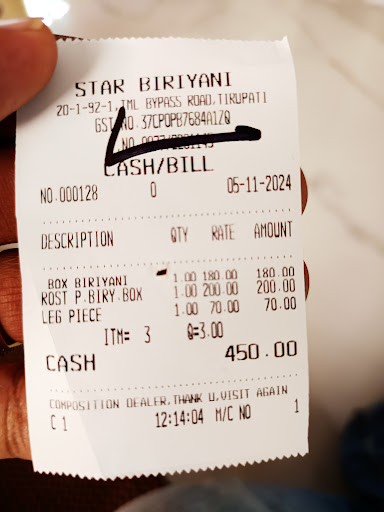 STAR BIRIYANI
20-1-92-1, TML BYPASS ROAD, TIRUPATI
GST NO. 37CPOPB7684A1ZQ
NO.
CASH/BILL
NO.000128 0 05-11-2024
DESCRIPTION QTY RATE AMOUNT
BOX BIRIYANI 1.00 180.00 180.00
ROST P.BIRY.BOX 1.00 200.00 200.00
LEG PIECE 1.00 70.00 70.00
ITM= 3 Q=3.00
CASH 450.00
COMPOSITION DEALER,THANK U,VISIT AGAIN
C 1 12:14:04 M/C NO 1